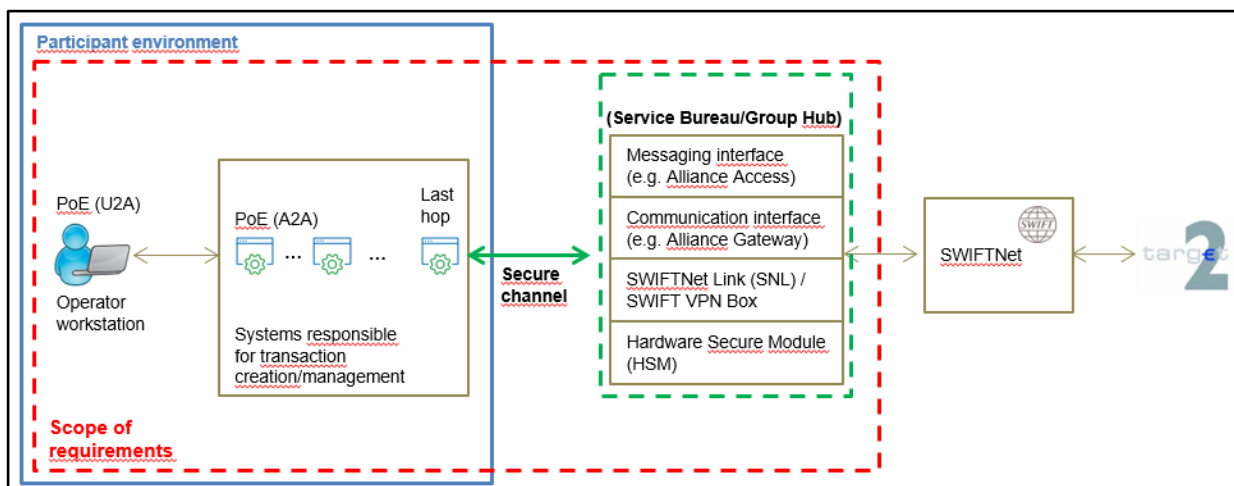 Participant environment
(Service Bureau/Group Hub)
Messaging interface
(e.g. Alliance Access)
Communication interface
(e.g. Alliance Gateway)
SWIFTNet Link (SNL) /
SWIFT VPN Box
Hardware Secure Module
(HSM)
PoE (U2A)
Operator
workstation
PoE (A2A)
... ...
Last
hop
Systems responsible
for transaction
creation/management
Secure
channel
SWIFT
SWIFTNet
target
2
Scope of
requirements